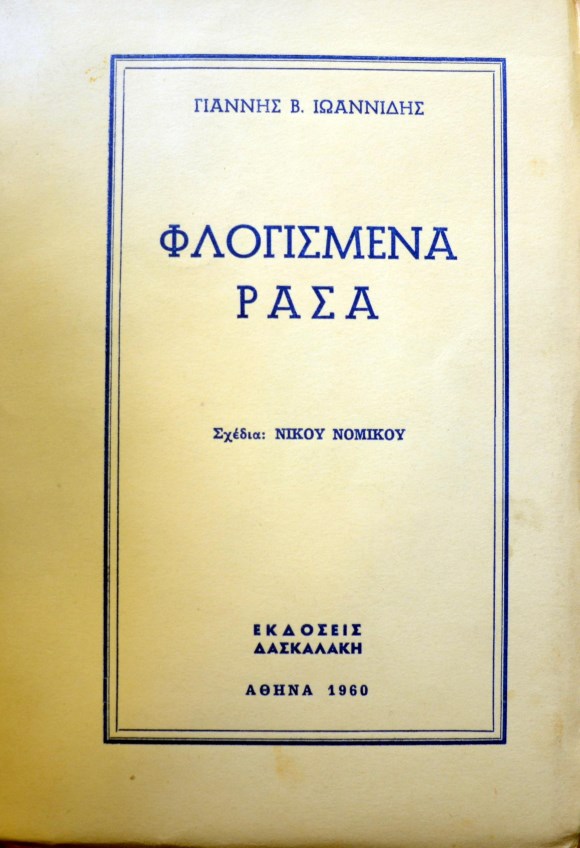 ΓΙΑΝΝΗΣ Β. ΙΩΑΝΝΙΔΗΣ
ΦΛΟΓΙΣΜΕΝΑ
ΡΑΣΑ
Σχέδια: ΝΙΚΟΥ ΝΟΜΙΚΟΥ
ΕΚΔΟΣΕΙΣ
ΔΑΣΚΑΛΑΚΗ
ΑΘΗΝΑ 1960